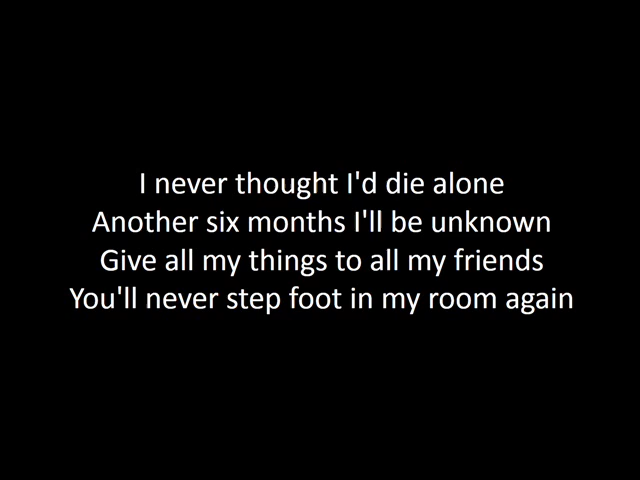 I never thought I'd die alone
Another six months I'll be unknown
Give all my things to all my friends
You'll never step foot in my room again